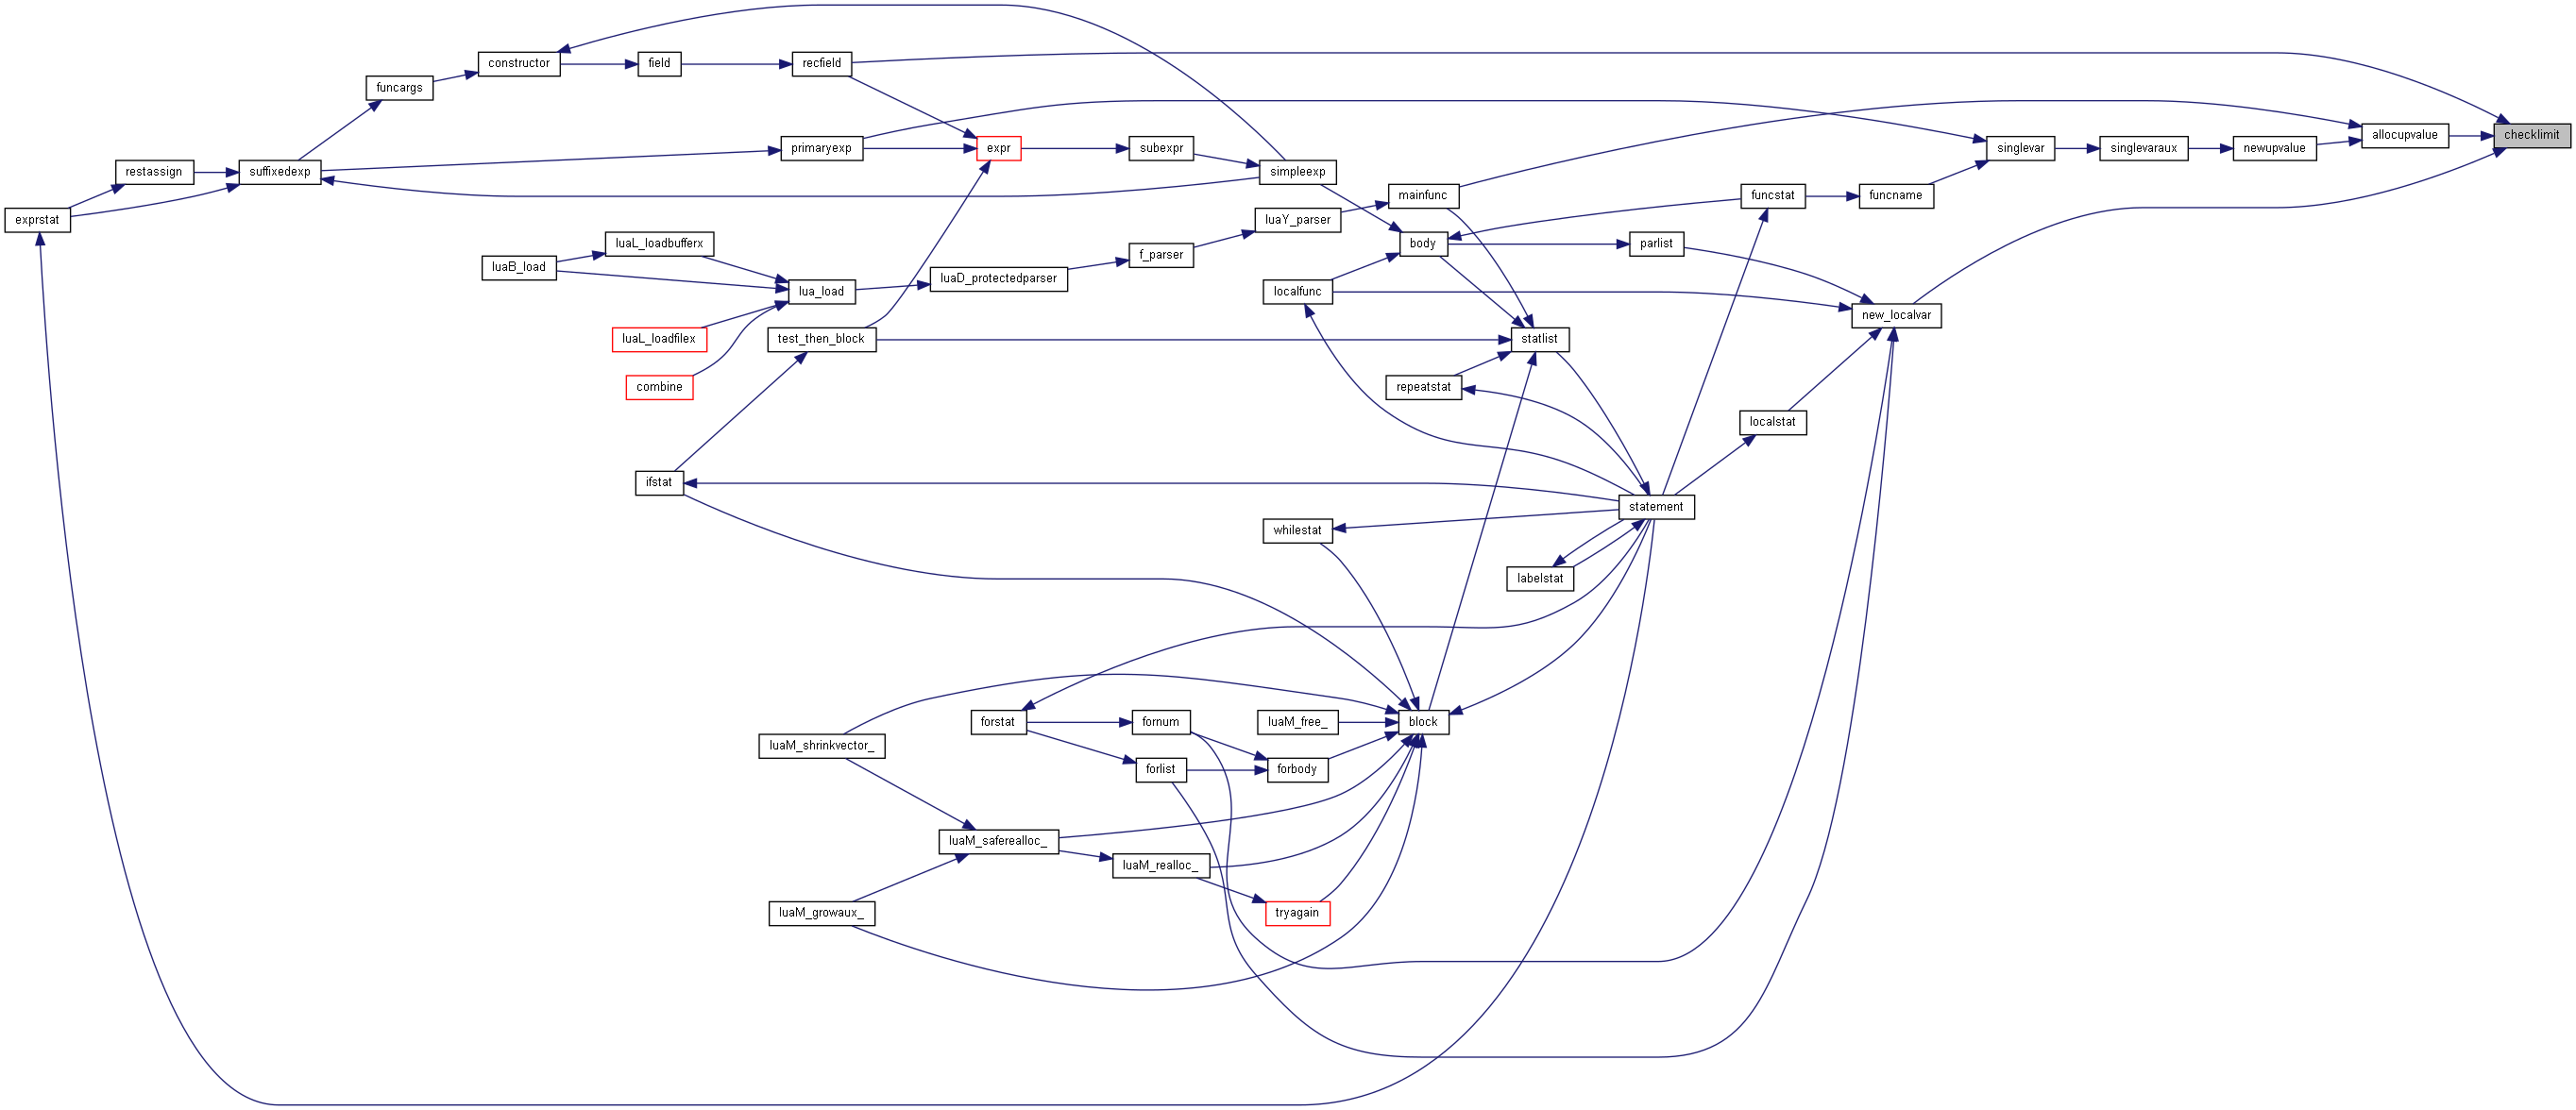 constructor
field
recfield
funcargs
checklimit
allocupvalue
primaryexp
expr
subexpr
singlevar
singlevaraux
newupvalue
restassign
suffixedexp
simpleexp
mainfunc
funcstat
funcname
exprstat
luaY_parser
luaL_loadbufferx
body
parlist
f_parser
luaB_load
luaD_protectedparser
lua_load
localfunc
new_localvar
luaL_loadfilex
test_then_block
statlist
combine
repeatstat
localstat
ifstat
statement
whilestat
labelstat
forstat
fornum
luaM_free_
block
luaM_shrinkvector_
forlist
forbody
luaM_saferealloc_
luaM_realloc_
luaM_growaux_
tryagain